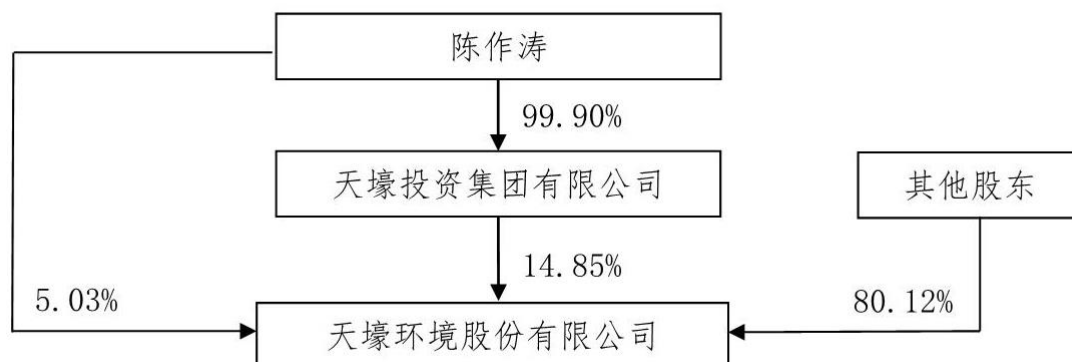 陈作涛
99.90%
天壕投资集团有限公司
其他股东
14.85%
5.03%
80.12%
天壕环境股份有限公司